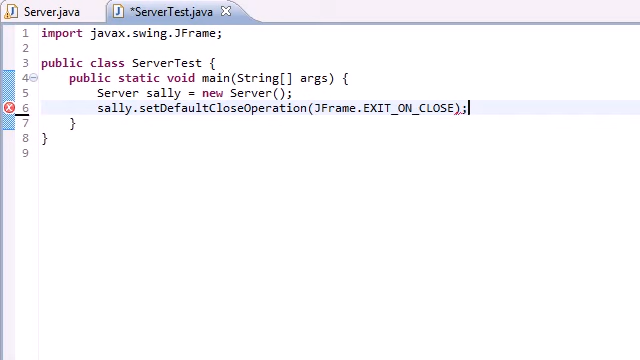 Server.java
*ServerTest.java
1 import javax.swing.JFrame;
2
3 public class ServerTest {
4 public static void main(String[] args) {
5 Server sally = new Server();
6 sally.setDefaultCloseOperation(JFrame.EXIT_ON_CLOSE);
7 }
8 }
9